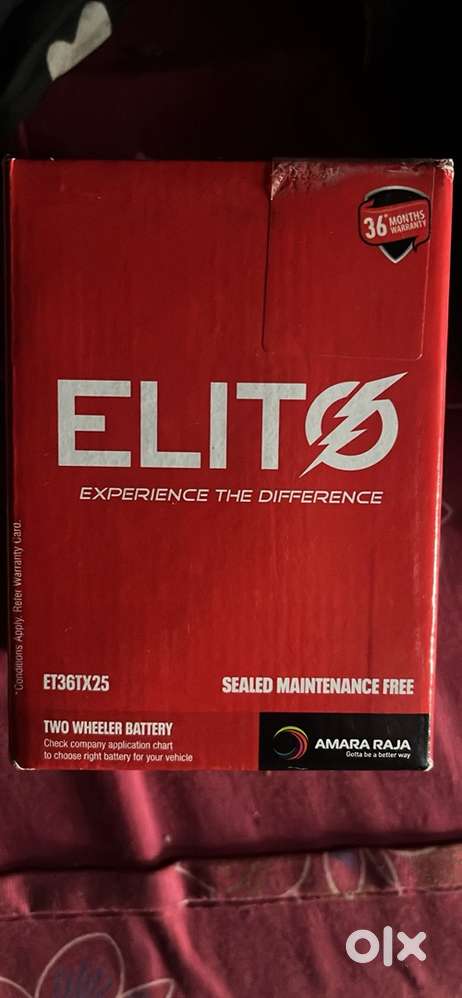 36* MONTHS
WARRANTY
ELITO
EXPERIENCE THE DIFFERENCE
*Conditions Apply. Refer Warranty Card.
ET36TX25
SEALED MAINTENANCE FREE
TWO WHEELER BATTERY
Check company application chart
to choose right battery for your vehicle
AMARA RAJA
Gotta be a better way
olx